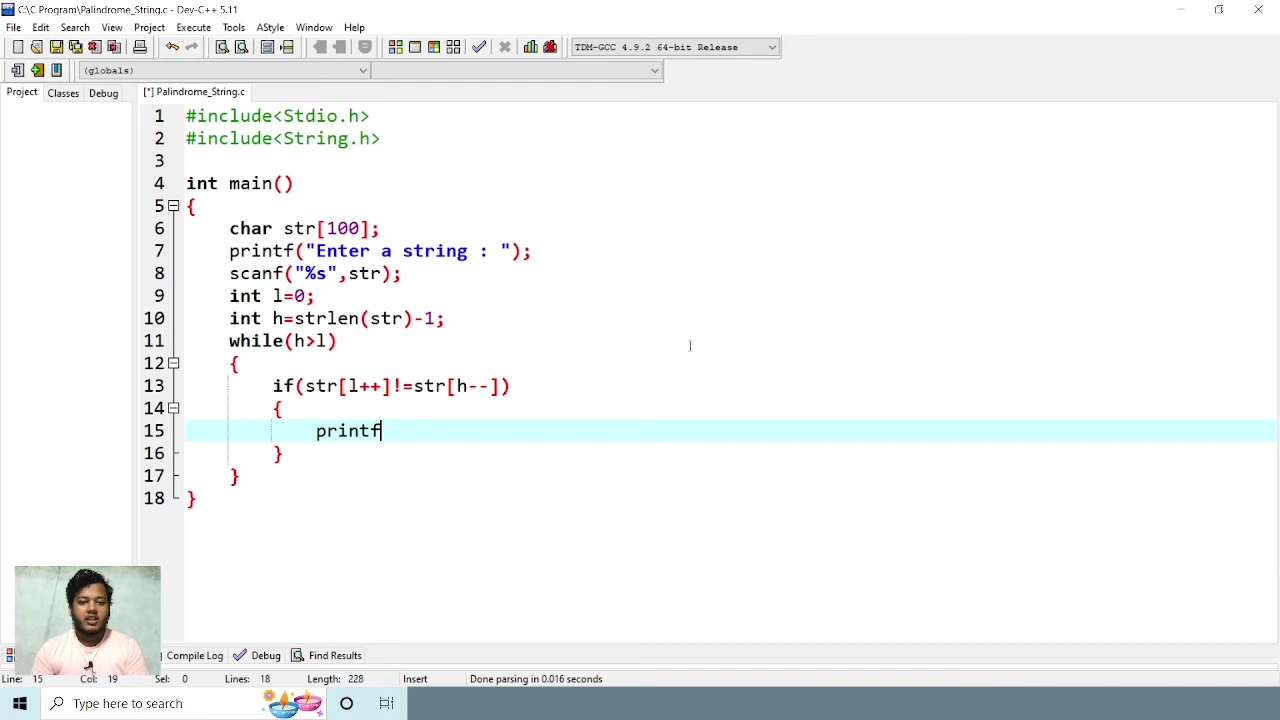 C:\C Program\Palindrome_String.c - Dev-C++ 5.11
File Edit Search View Project Execute Tools AStyle Window Help
TDM-GCC 4.9.2 64-bit Release
(globals)
Project Classes Debug [*] Palindrome_String.c
1 #include<Stdio.h>
2 #include<String.h>
3
4 int main()
5 {
6 char str[100];
7 printf("Enter a string : ");
8 scanf("%s",str);
9 int l=0;
10 int h=strlen(str)-1;
11 while(h>l)
12 {
13 if(str[l++]!=str[h--])
14 {
15 printf
16 }
17 }
18 }
Compile Log Debug Find Results
Line: 15 Col: 19 Sel: 0 Lines: 18 Length: 228 Insert Done parsing in 0.016 seconds
Type here to search